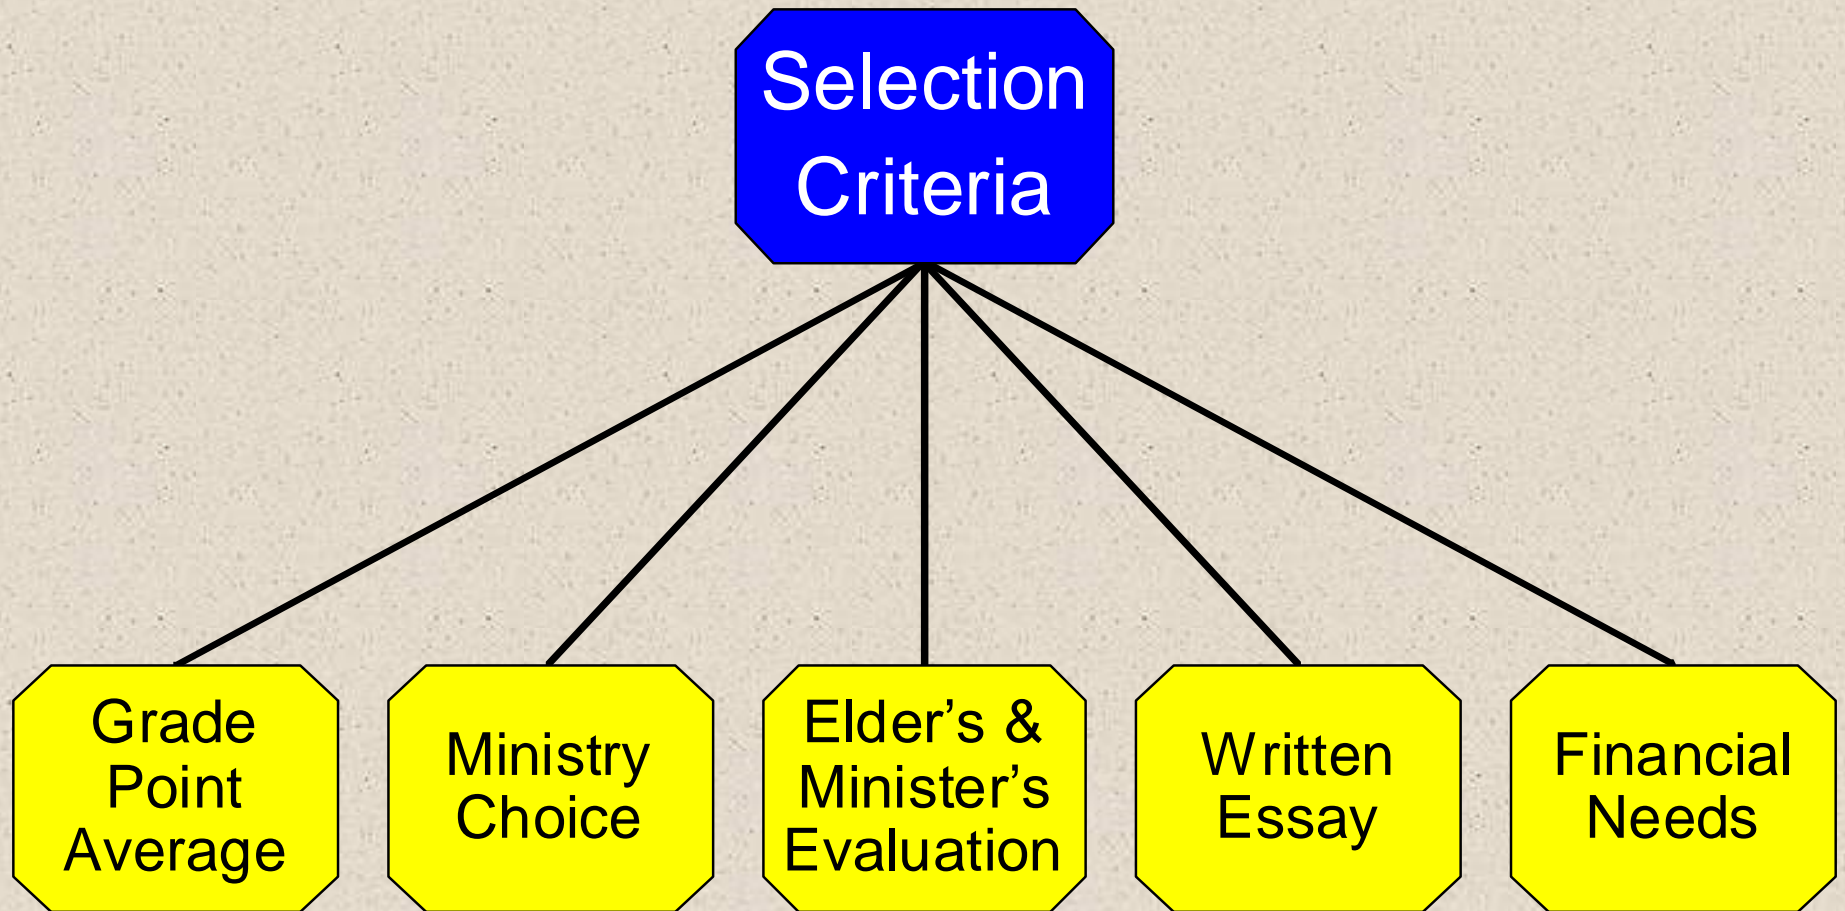 Selection
Criteria
Grade
Point
Average
Ministry
Choice
Elder’s &
Minister’s
Evaluation
Written
Essay
Financial
Needs